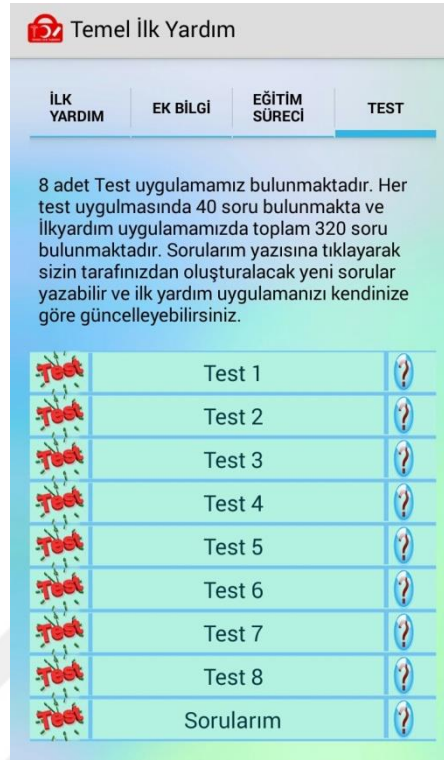 Temel İlk Yardım
İLK YARDIM
EK BİLGİ
EĞİTİM SÜRECİ
TEST
8 adet Test uygulamamız bulunmaktadır. Her
test uygulmasında 40 soru bulunmakta ve
İlkyardım uygulamamızda toplam 320 soru
bulunmaktadır. Sorularım yazısına tıklayarak
sizin tarafınızdan oluşturalacak yeni sorular
yazabilir ve ilk yardım uygulamanızı kendinize
göre güncelleyebilirsiniz.
Test Test 1 ?
Test Test 2 ?
Test Test 3 ?
Test Test 4 ?
Test Test 5 ?
Test Test 6 ?
Test Test 7 ?
Test Test 8 ?
Test Sorularım ?